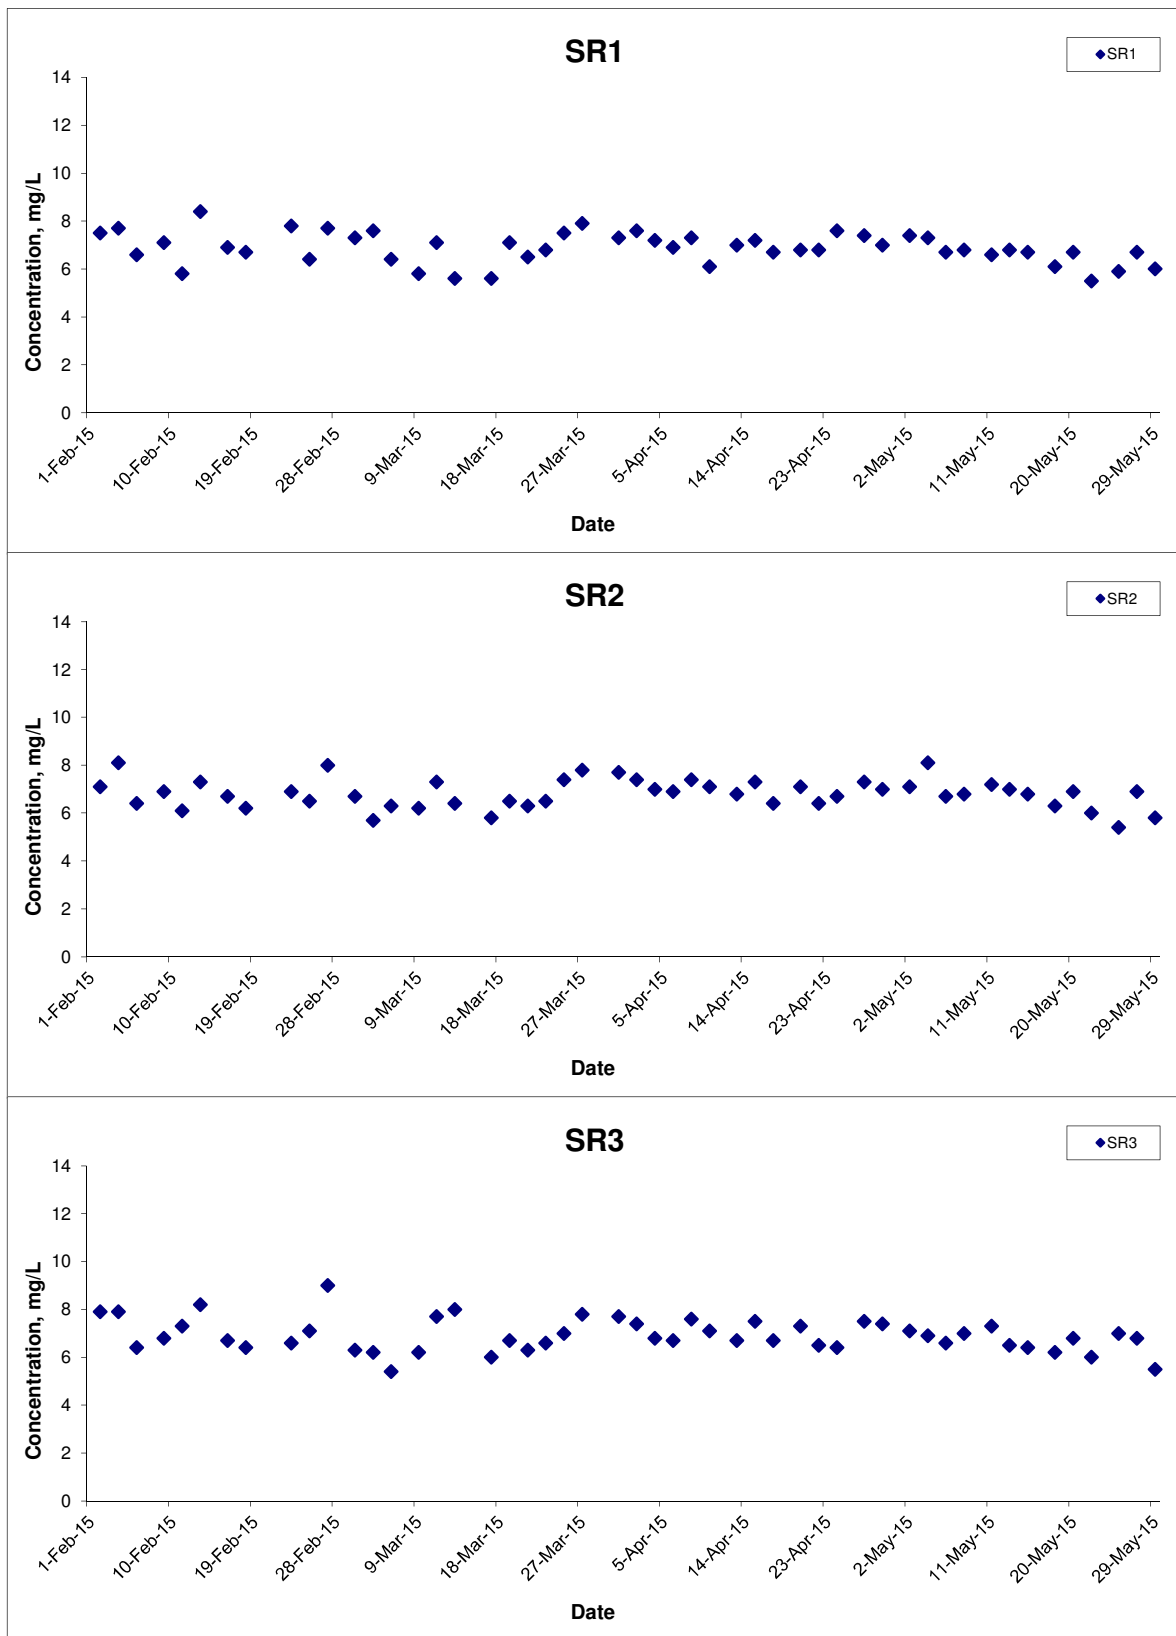 SR1
SR1
14
12
10
8
6
4
2
0
Concentration, mg/L
1-Feb-15
10-Feb-15
19-Feb-15
28-Feb-15
9-Mar-15
18-Mar-15
27-Mar-15
5-Apr-15
14-Apr-15
23-Apr-15
2-May-15
11-May-15
20-May-15
29-May-15
Date
SR2
SR2
14
12
10
8
6
4
2
0
Concentration, mg/L
1-Feb-15
10-Feb-15
19-Feb-15
28-Feb-15
9-Mar-15
18-Mar-15
27-Mar-15
5-Apr-15
14-Apr-15
23-Apr-15
2-May-15
11-May-15
20-May-15
29-May-15
Date
SR3
SR3
14
12
10
8
6
4
2
0
Concentration, mg/L
1-Feb-15
10-Feb-15
19-Feb-15
28-Feb-15
9-Mar-15
18-Mar-15
27-Mar-15
5-Apr-15
14-Apr-15
23-Apr-15
2-May-15
11-May-15
20-May-15
29-May-15
Date